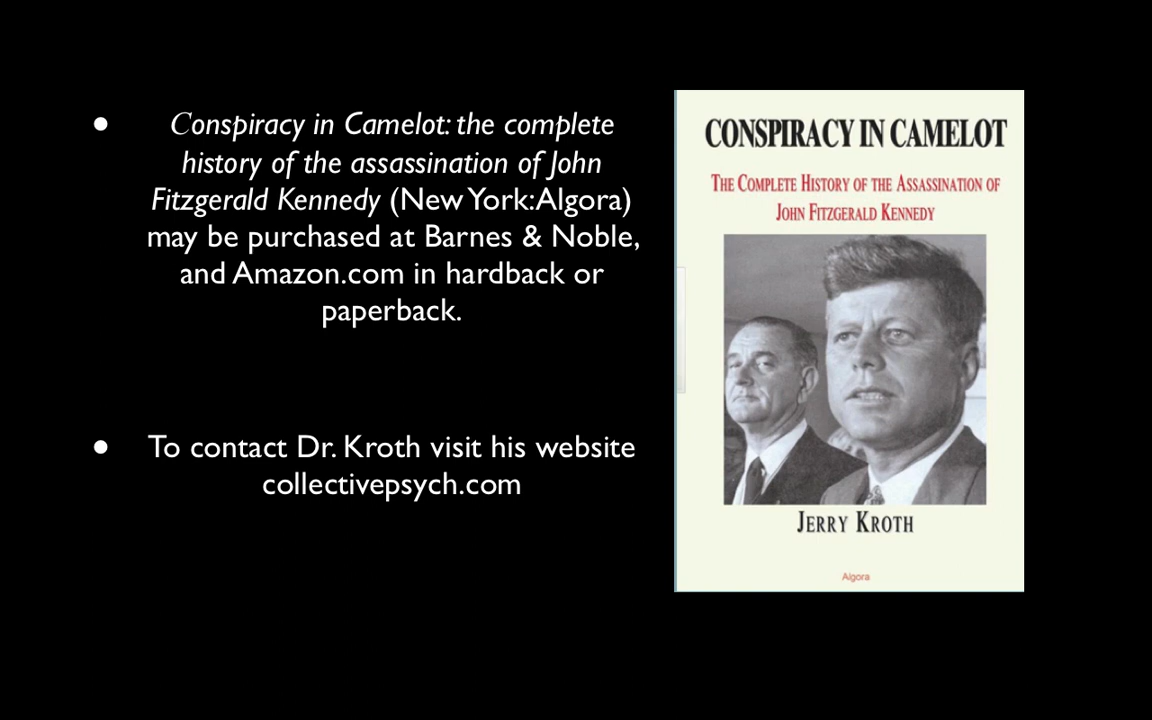 • Conspiracy in Camelot: the complete
history of the assassination of John
Fitzgerald Kennedy (New York:Algora)
may be purchased at Barnes & Noble,
and Amazon.com in hardback or
paperback.
• To contact Dr. Kroth visit his website
collectivepsych.com
CONSPIRACY IN CAMELOT
THE COMPLETE HISTORY OF THE ASSASSINATION OF
JOHN FITZGERALD KENNEDY
JERRY KROTH
Algora